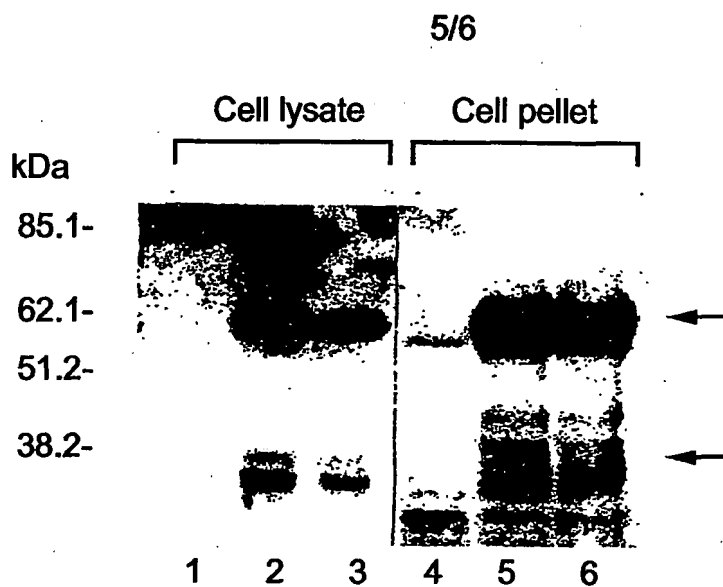 5/6
Cell lysate Cell pellet
kDa
85.1-
62.1-
51.2-
38.2-
1 2 3 4 5 6